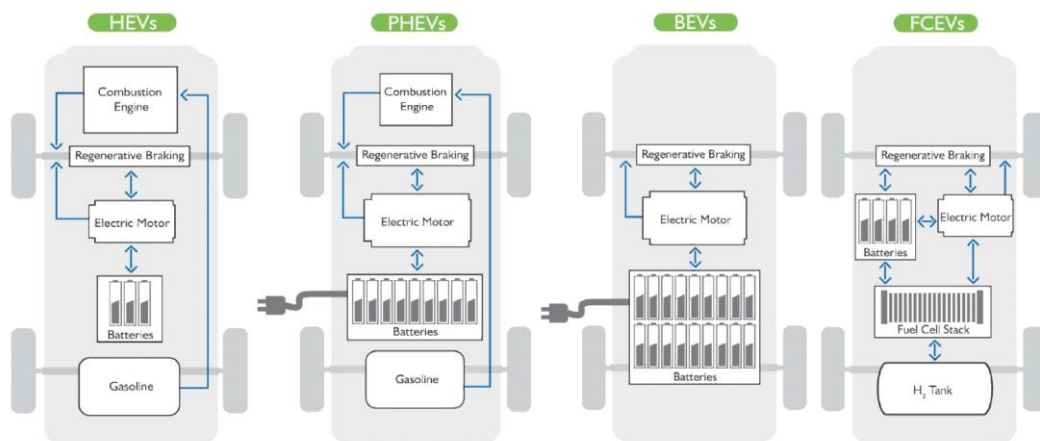 HEVs
Combustion
Engine
Regenerative Braking
Electric Motor
Batteries
Gasoline
PHEVs
Combustion
Engine
Regenerative Braking
Electric Motor
Batteries
Gasoline
BEVs
Regenerative Braking
Electric Motor
Batteries
FCEVs
Regenerative Braking
Electric Motor
Batteries
Fuel Cell Stack
H₂ Tank